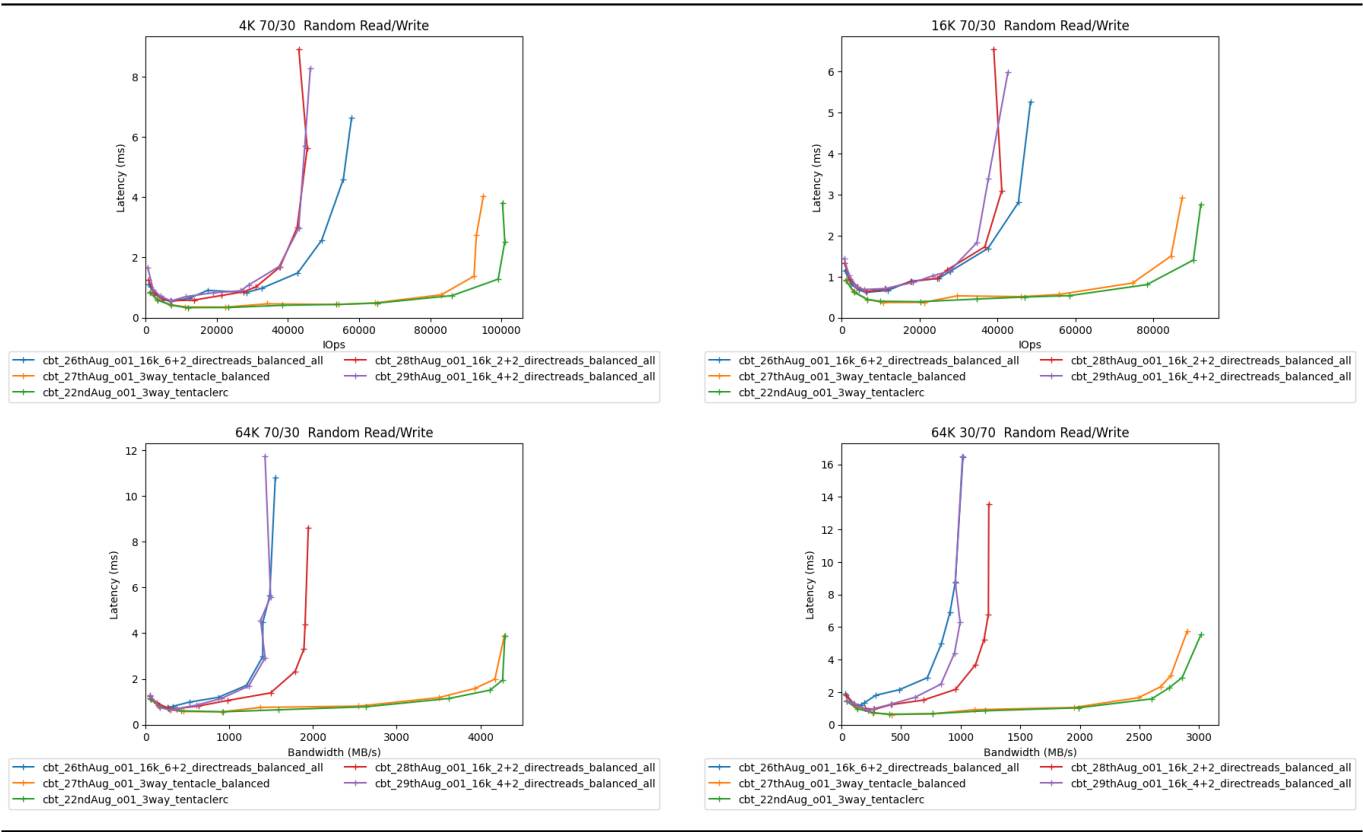 4K 70/30 Random Read/Write
Latency (ms)
8
6
4
2
0
0 20000 40000 60000 80000 100000
IOps
cbt_26thAug_o01_16k_6+2_directreads_balanced_all
cbt_27thAug_o01_3way_tentacle_balanced
cbt_22ndAug_o01_3way_tentaclerc
cbt_28thAug_o01_16k_2+2_directreads_balanced_all
cbt_29thAug_o01_16k_4+2_directreads_balanced_all
16K 70/30 Random Read/Write
Latency (ms)
6
5
4
3
2
1
0
0 20000 40000 60000 80000
IOps
cbt_26thAug_o01_16k_6+2_directreads_balanced_all
cbt_27thAug_o01_3way_tentacle_balanced
cbt_22ndAug_o01_3way_tentaclerc
cbt_28thAug_o01_16k_2+2_directreads_balanced_all
cbt_29thAug_o01_16k_4+2_directreads_balanced_all
64K 70/30 Random Read/Write
Latency (ms)
12
10
8
6
4
2
0
0 1000 2000 3000 4000
Bandwidth (MB/s)
cbt_26thAug_o01_16k_6+2_directreads_balanced_all
cbt_27thAug_o01_3way_tentacle_balanced
cbt_22ndAug_o01_3way_tentaclerc
cbt_28thAug_o01_16k_2+2_directreads_balanced_all
cbt_29thAug_o01_16k_4+2_directreads_balanced_all
64K 30/70 Random Read/Write
Latency (ms)
16
14
12
10
8
6
4
2
0
0 500 1000 1500 2000 2500 3000
Bandwidth (MB/s)
cbt_26thAug_o01_16k_6+2_directreads_balanced_all
cbt_27thAug_o01_3way_tentacle_balanced
cbt_22ndAug_o01_3way_tentaclerc
cbt_28thAug_o01_16k_2+2_directreads_balanced_all
cbt_29thAug_o01_16k_4+2_directreads_balanced_all